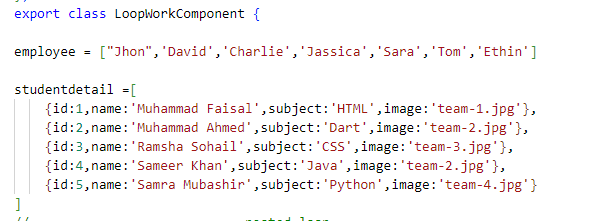 export class LoopWorkComponent {
employee = ["Jhon",'David','Charlie','Jassica','Sara','Tom','Ethin']
studentdetail =[
{id:1,name:'Muhammad Faisal',subject:'HTML',image:'team-1.jpg'},
{id:2,name:'Muhammad Ahmed',subject:'Dart',image:'team-2.jpg'},
{id:3,name:'Ramsha Sohail',subject:'CSS',image:'team-3.jpg'},
{id:4,name:'Sameer Khan',subject:'Java',image:'team-2.jpg'},
{id:5,name:'Samra Mubashir',subject:'Python',image:'team-4.jpg'}
]